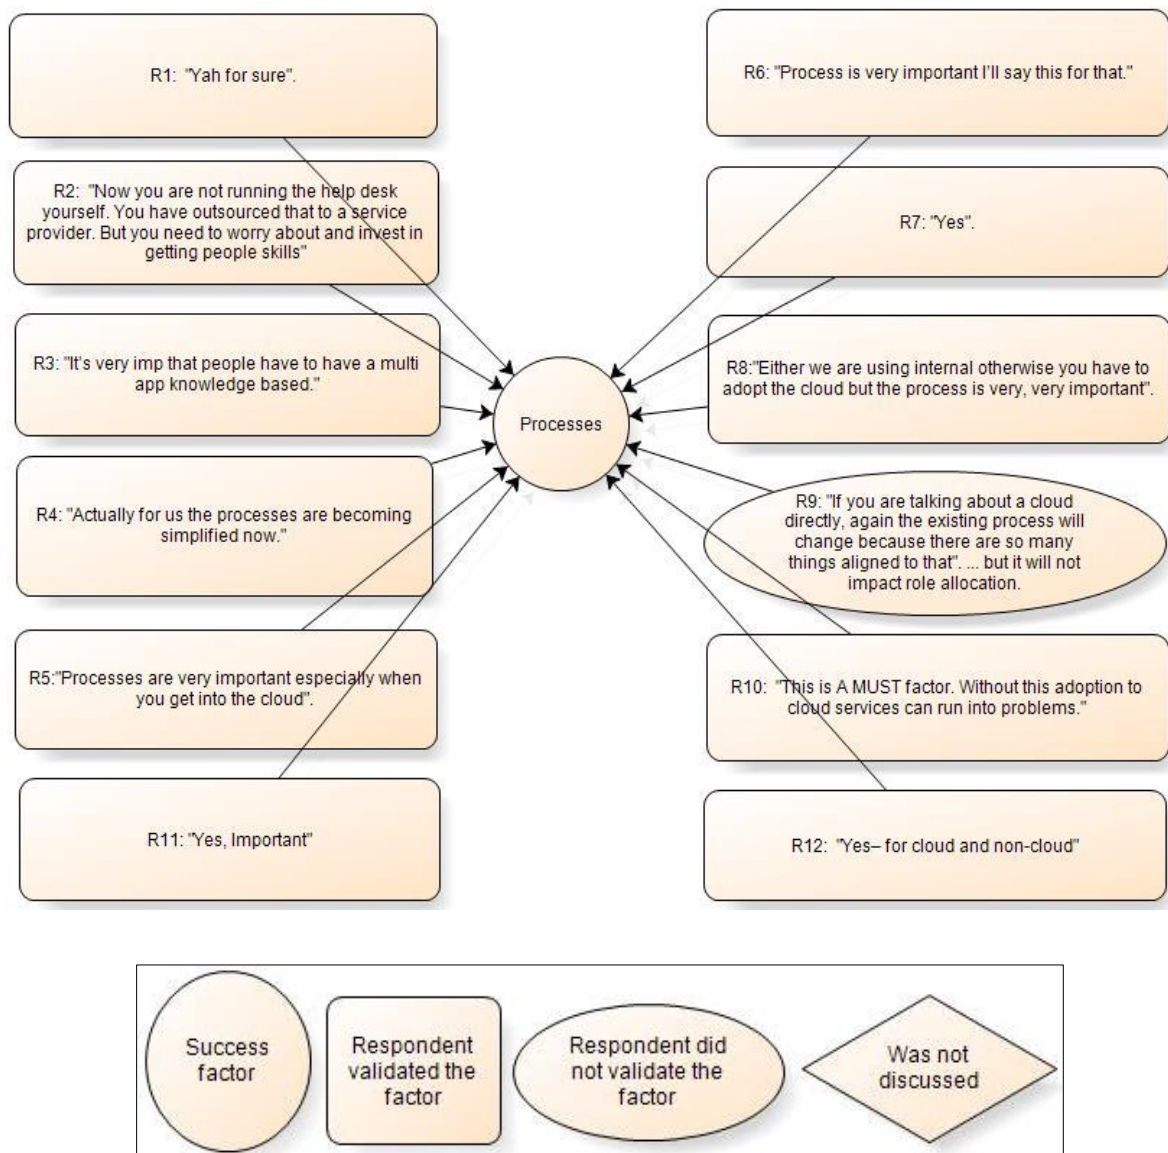 R1: "Yah for sure".
R2: "Now you are not running the help desk
yourself. You have outsourced that to a service
provider. But you need to worry about and invest in
getting people skills"
R3: "It's very imp that people have to have a multi
app knowledge based."
R4: "Actually for us the processes are becoming
simplified now."
R5:"Processes are very important especially when
you get into the cloud".
R11: "Yes, Important"
Processes
R6: "Process is very important I'll say this for that."
R7: "Yes".
R8:"Either we are using internal otherwise you have to
adopt the cloud but the process is very, very important".
R9: "If you are talking about a cloud
directly, again the existing process will
change because there are so many
things aligned to that". ... but it will not
impact role allocation.
R10: "This is A MUST factor. Without this adoption to
cloud services can run into problems."
R12: "Yes– for cloud and non-cloud"
Success
factor
Respondent
validated the
factor
Respondent did
not validate the
factor
Was not
discussed